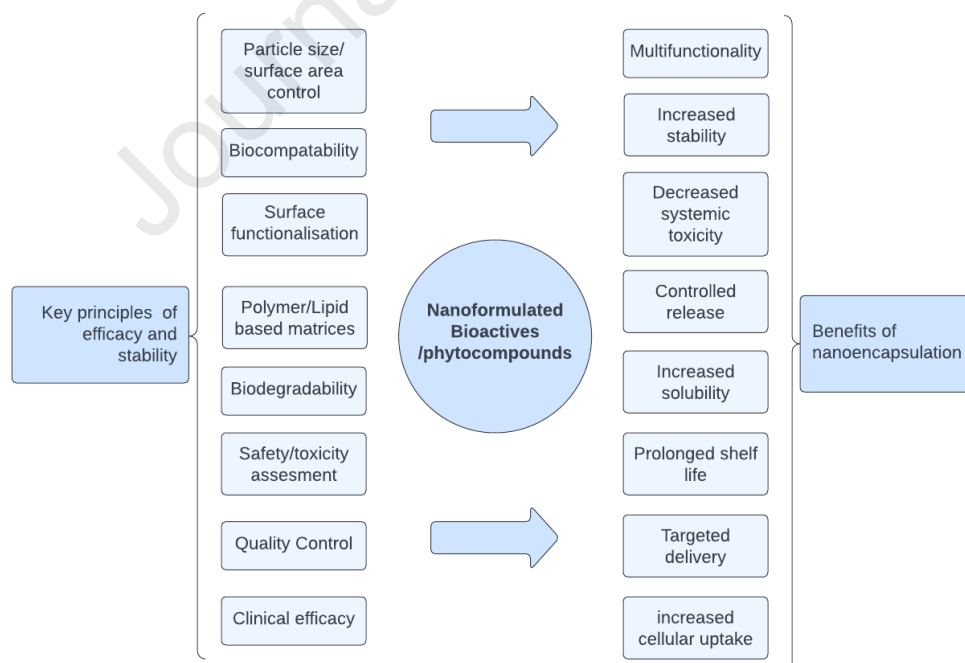 Journa
Key principles of
efficacy and
stability
Particle size/
surface area
control
Biocompatability
Surface
functionalisation
Polymer/Lipid
based matrices
Biodegradability
Safety/toxicity
assesment
Quality Control
Clinical efficacy
Nanoformulated
Bioactives
/phytocompounds
Multifunctionality
Increased
stability
Decreased
systemic
toxicity
Controlled
release
Increased
solubility
Prolonged shelf
life
Targeted
delivery
increased
cellular uptake
Benefits of
nanoencapsulation